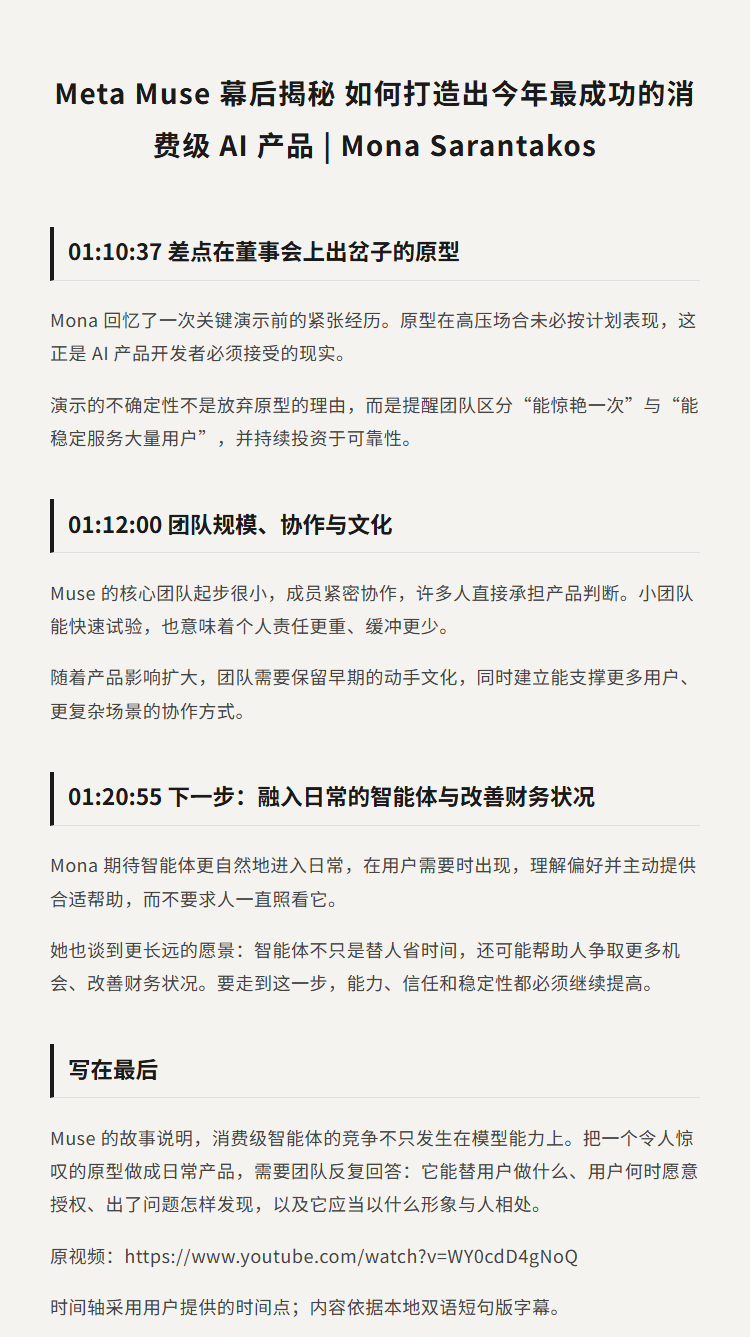 Meta Muse 幕后揭秘 如何打造出今年最成功的消
费级 AI 产品 | Mona Sarantakos
01:10:37 差点在董事会上出岔子的原型
Mona 回忆了一次关键演示前的紧张经历。原型在高压场合未必按计划表现，这
正是 AI 产品开发者必须接受的现实。
演示的不确定性不是放弃原型的理由，而是提醒团队区分“能惊艳一次”与“能
稳定服务大量用户”，并持续投资于可靠性。
01:12:00 团队规模、协作与文化
Muse 的核心团队起步很小，成员紧密协作，许多人直接承担产品判断。小团队
能快速试验，也意味着个人责任更重、缓冲更少。
随着产品影响扩大，团队需要保留早期的动手文化，同时建立能支撑更多用户、
更复杂场景的协作方式。
01:20:55 下一步：融入日常的智能体与改善财务状况
Mona 期待智能体更自然地进入日常，在用户需要时出现，理解偏好并主动提供
合适帮助，而不要求人一直照看它。
她也谈到更长远的愿景：智能体不只是替人省时间，还可能帮助人争取更多机
会、改善财务状况。要走到这一步，能力、信任和稳定性都必须继续提高。
写在最后
Muse 的故事说明，消费级智能体的竞争不只发生在模型能力上。把一个令人惊
叹的原型做成日常产品，需要团队反复回答：它能替用户做什么、用户何时愿意
授权、出了问题怎样发现，以及它应当以什么形象与人相处。
原视频：https://www.youtube.com/watch?v=WY0cdD4gNoQ
时间轴采用用户提供的时间点；内容依据本地双语短句版字幕。